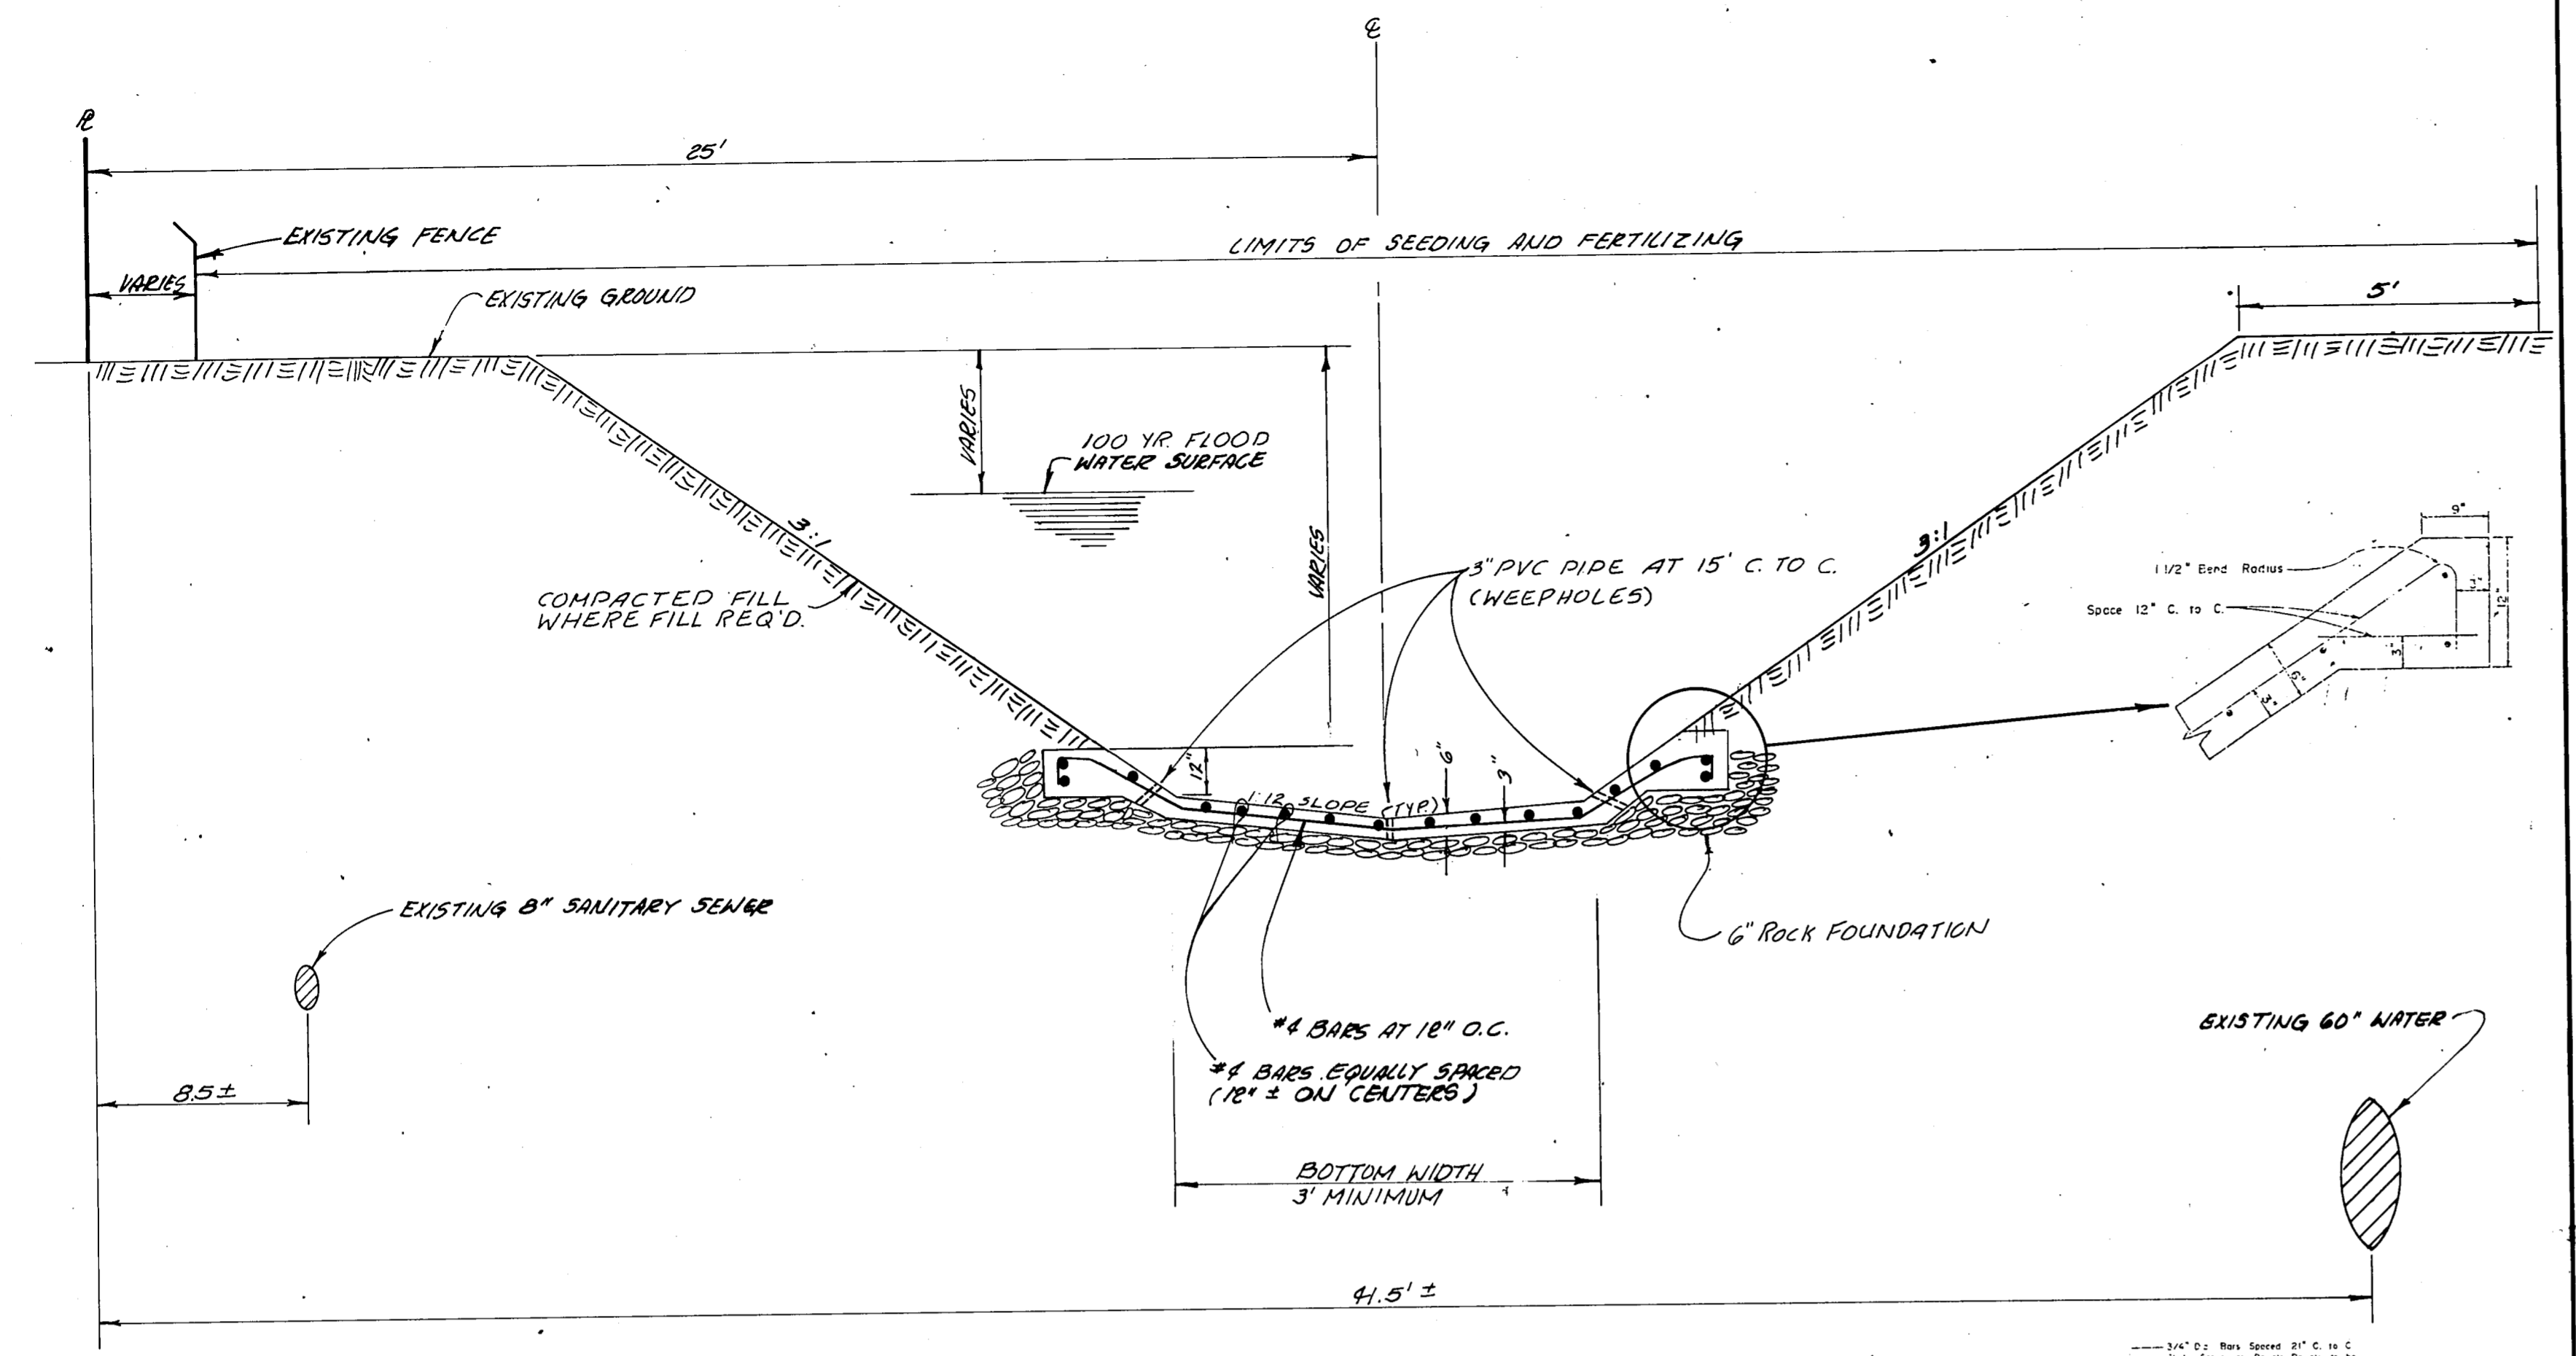 ℄
℄
25'
EXISTING FENCE
LIMITS OF SEEDING AND FERTILIZING
VARIES
EXISTING GROUND
5'
VARIES
100 YR. FLOOD
WATER SURFACE
9"
3:1
3:1
VARIES
3" PVC PIPE AT 15' C. TO C.
(WEEPHOLES)
1 1/2" Bend Radius
3"
12"
Space 12" C. to C.
COMPACTED FILL
WHERE FILL REQ'D.
3"
3"
12"
6"
3"
1:12 SLOPE (TYP.)
EXISTING 8" SANITARY SEWER
6" ROCK FOUNDATION
#4 BARS AT 12" O.C.
EXISTING 60" WATER
#4 BARS EQUALLY SPACED
(12" ± ON CENTERS)
8.5 ±
BOTTOM WIDTH
3' MINIMUM
41.5' ±
3/4" Bars Spaced 21" C. to C